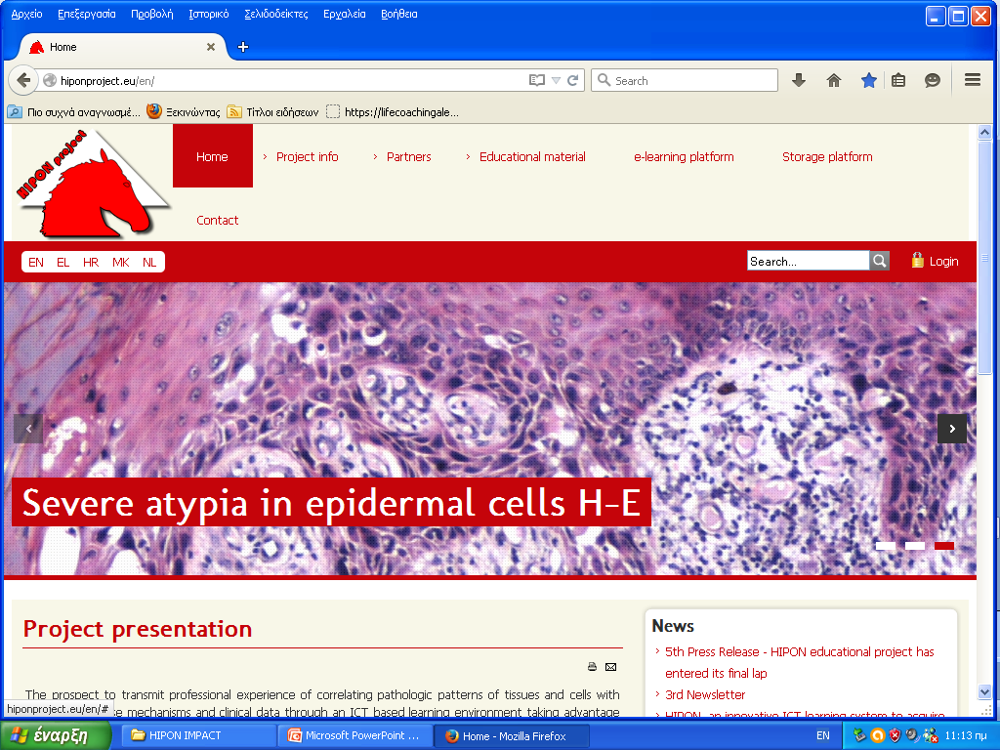 Αρχείο Επεξεργασία Προβολή Ιστορικό Σελιδοδείκτες Εργαλεία Βοήθεια
Home
hiponproject.eu/en/
Search
Πιο συχνά αναγνωσμέ... Ξεκινώντας Τίτλοι ειδήσεων https://lifecoachingale...
HIPON project
Home Project info Partners Educational material e-learning platform Storage platform
Contact
EN EL HR MK NL
Search...
Login
Severe atypia in epidermal cells H-E
Project presentation
News
5th Press Release - HIPON educational project has
entered its final lap
3rd Newsletter
HIPON, an innovative ICT learning system to acquire
The prospect to transmit professional experience of correlating pathologic patterns of tissues and cells with
mechanisms and clinical data through an ICT based learning environment taking advantage
hiponproject.eu/en/#
έναρξη HIPON IMPACT Microsoft PowerPoint ... Home - Mozilla Firefox EN 11:13 πμ